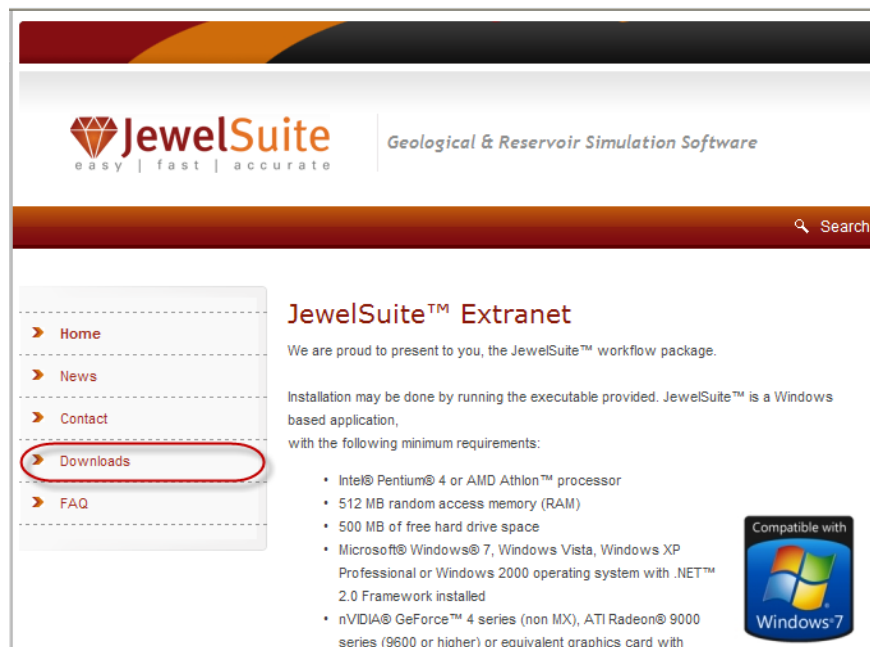 JewelSuite
easy | fast | accurate
Geological & Reservoir Simulation Software
Search
Home
News
Contact
Downloads
FAQ
JewelSuite™ Extranet
We are proud to present to you, the JewelSuite™ workflow package.
Installation may be done by running the executable provided. JewelSuite™ is a Windows
based application,
with the following minimum requirements:
• Intel® Pentium® 4 or AMD Athlon™ processor
• 512 MB random access memory (RAM)
• 500 MB of free hard drive space
• Microsoft® Windows® 7, Windows Vista, Windows XP
Professional or Windows 2000 operating system with .NET™
2.0 Framework installed
• nVIDIA® GeForce™ 4 series (non MX), ATI Radeon® 9000
series (9600 or higher) or equivalent graphics card with
Compatible with
Windows®7